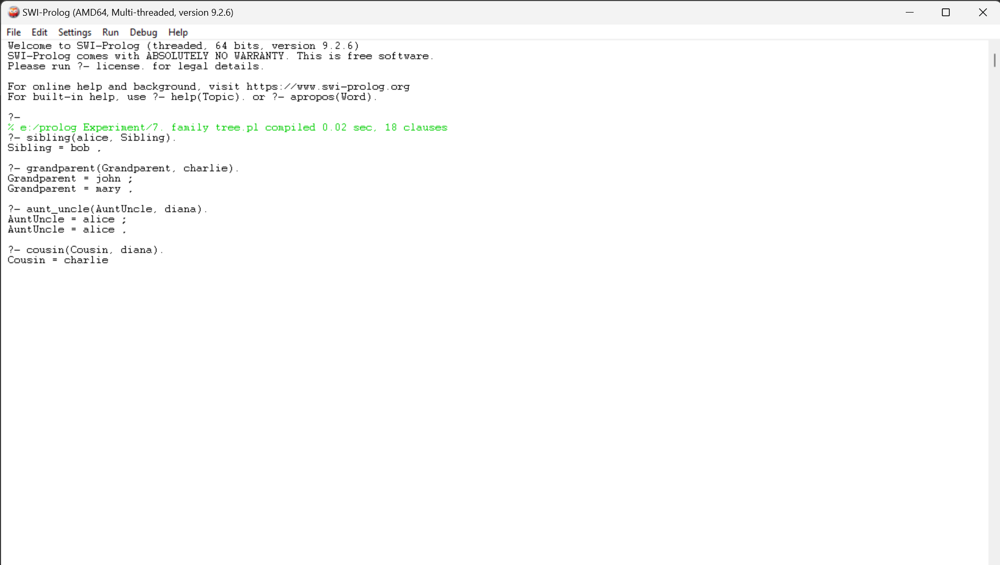 SWI-Prolog (AMD64, Multi-threaded, version 9.2.6)
File Edit Settings Run Debug Help
Welcome to SWI-Prolog (threaded, 64 bits, version 9.2.6)
SWI-Prolog comes with ABSOLUTELY NO WARRANTY. This is free software.
Please run ?- license. for legal details.
For online help and background, visit https://www.swi-prolog.org
For built-in help, use ?- help(Topic). or ?- apropos(Word).
?-
% e:/prolog Experiment/7. family tree.pl compiled 0.02 sec, 18 clauses
?- sibling(alice, Sibling).
Sibling = bob .
?- grandparent(Grandparent, charlie).
Grandparent = john ;
Grandparent = mary .
?- aunt_uncle(AuntUncle, diana).
AuntUncle = alice ;
AuntUncle = alice .
?- cousin(Cousin, diana).
Cousin = charlie